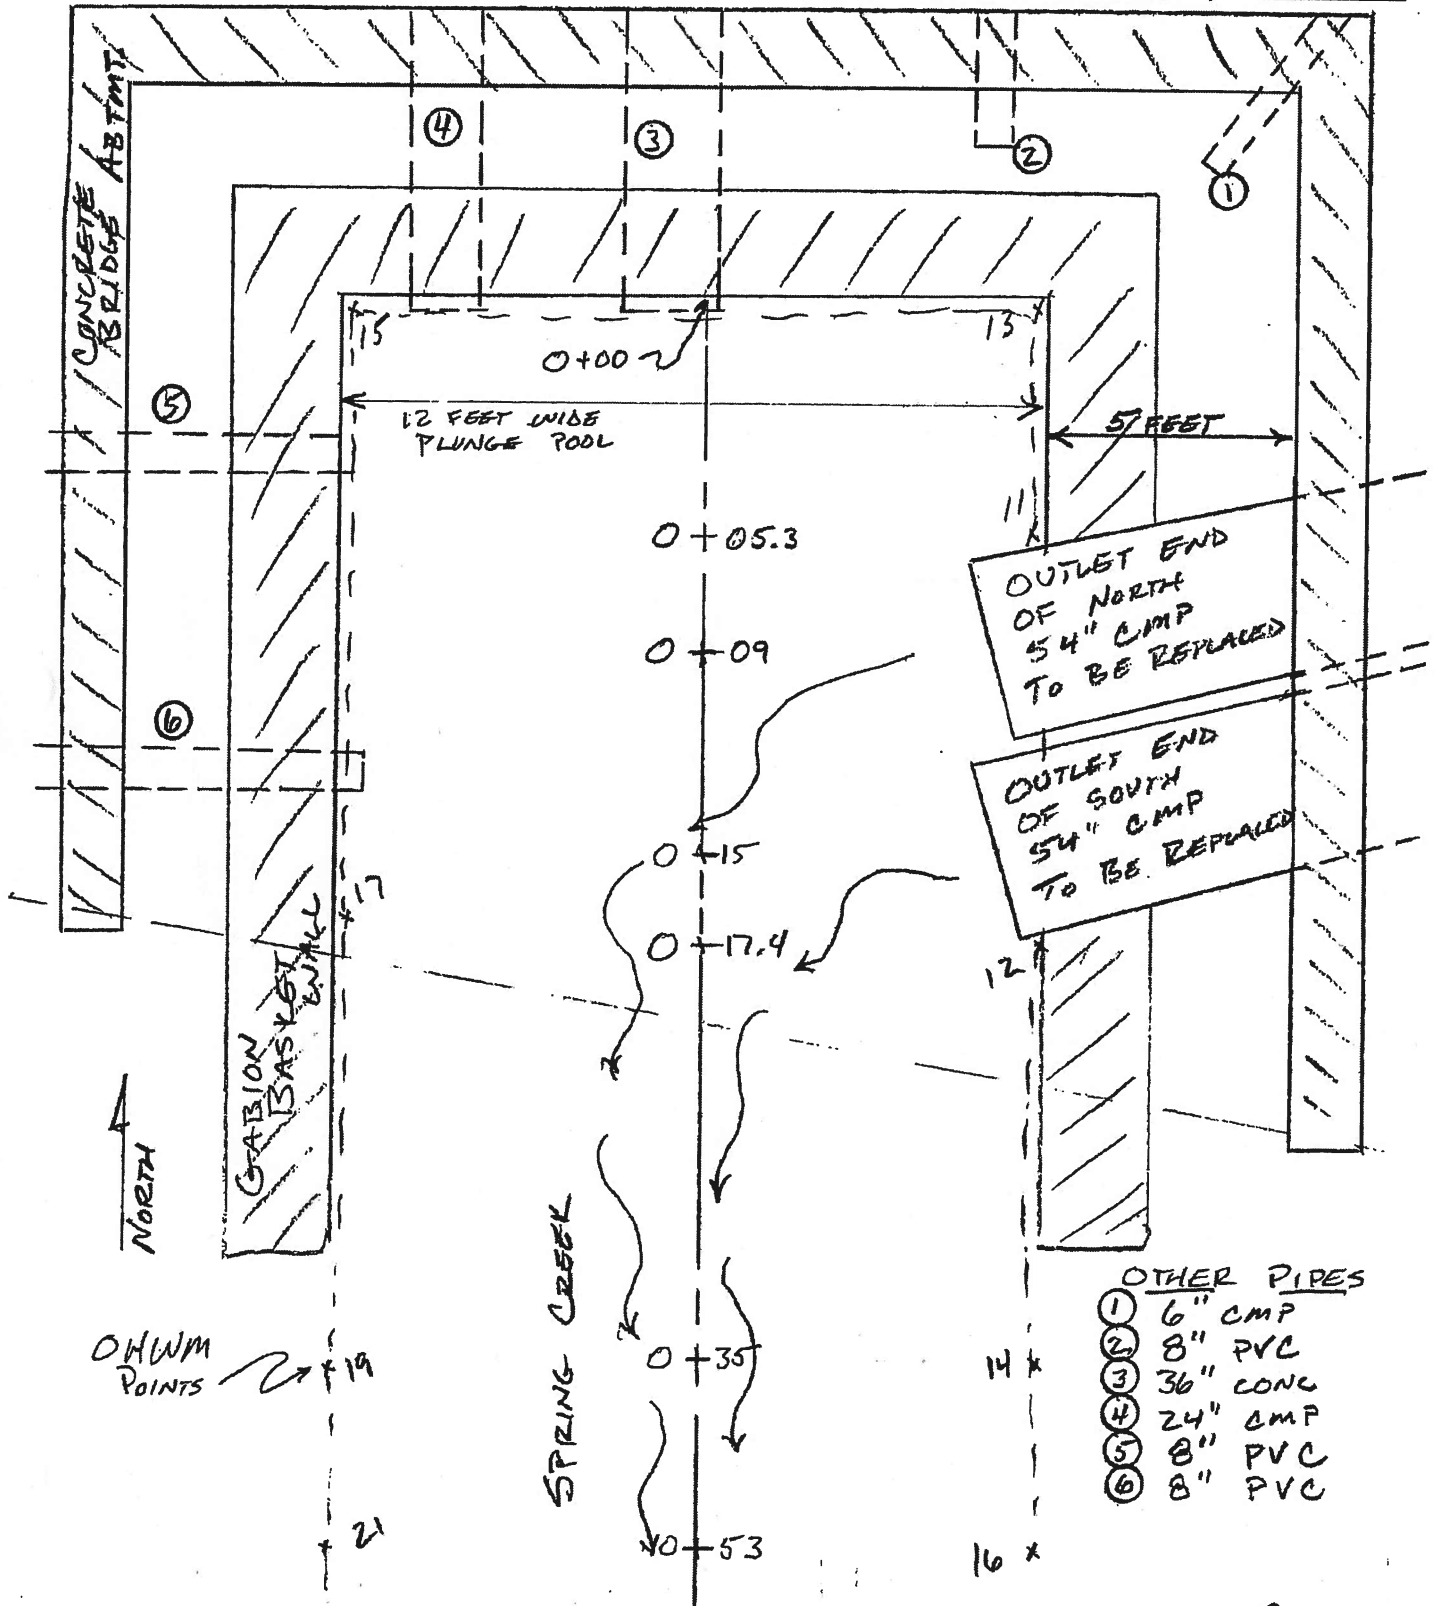 CONCRETE
BRIDGE ABTMT.
④
③
②
①
15
13
0+00
⑤
12 FEET WIDE
PLUNGE POOL
5 FEET
11
0+05.3
OUTLET END
OF NORTH
54" CMP
TO BE REPLACED
0+09
⑥
OUTLET END
OF SOUTH
54" CMP
TO BE REPLACED
0+15
17
0+17.4
12
GABION
BASKET
WALL
NORTH
SPRING CREEK
OTHER PIPES
① 6" CMP
② 8" PVC
③ 36" CONC
④ 24" CMP
⑤ 8" PVC
⑥ 8" PVC
OHWM
POINTS
19
0+35
14
21
0+53
16